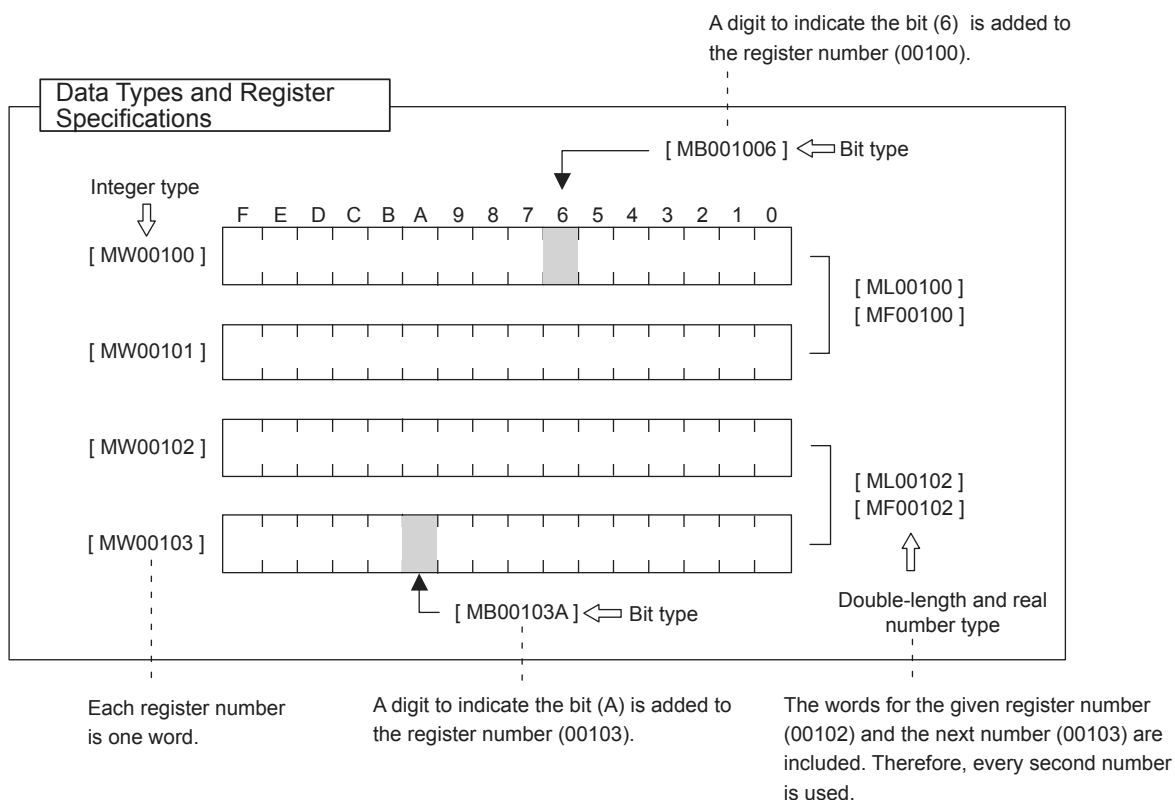 A digit to indicate the bit (6) is added to
the register number (00100).
Data Types and Register
Specifications
[ MB001006 ] Bit type
Integer type
F E D C B A 9 8 7 6 5 4 3 2 1 0
[ MW00100 ]
[ ML00100 ]
[ MF00100 ]
[ MW00101 ]
[ MW00102 ]
[ ML00102 ]
[ MF00102 ]
[ MW00103 ]
[ MB00103A ] Bit type
Double-length and real
number type
Each register number
is one word.
A digit to indicate the bit (A) is added to
the register number (00103).
The words for the given register number
(00102) and the next number (00103) are
included. Therefore, every second number
is used.